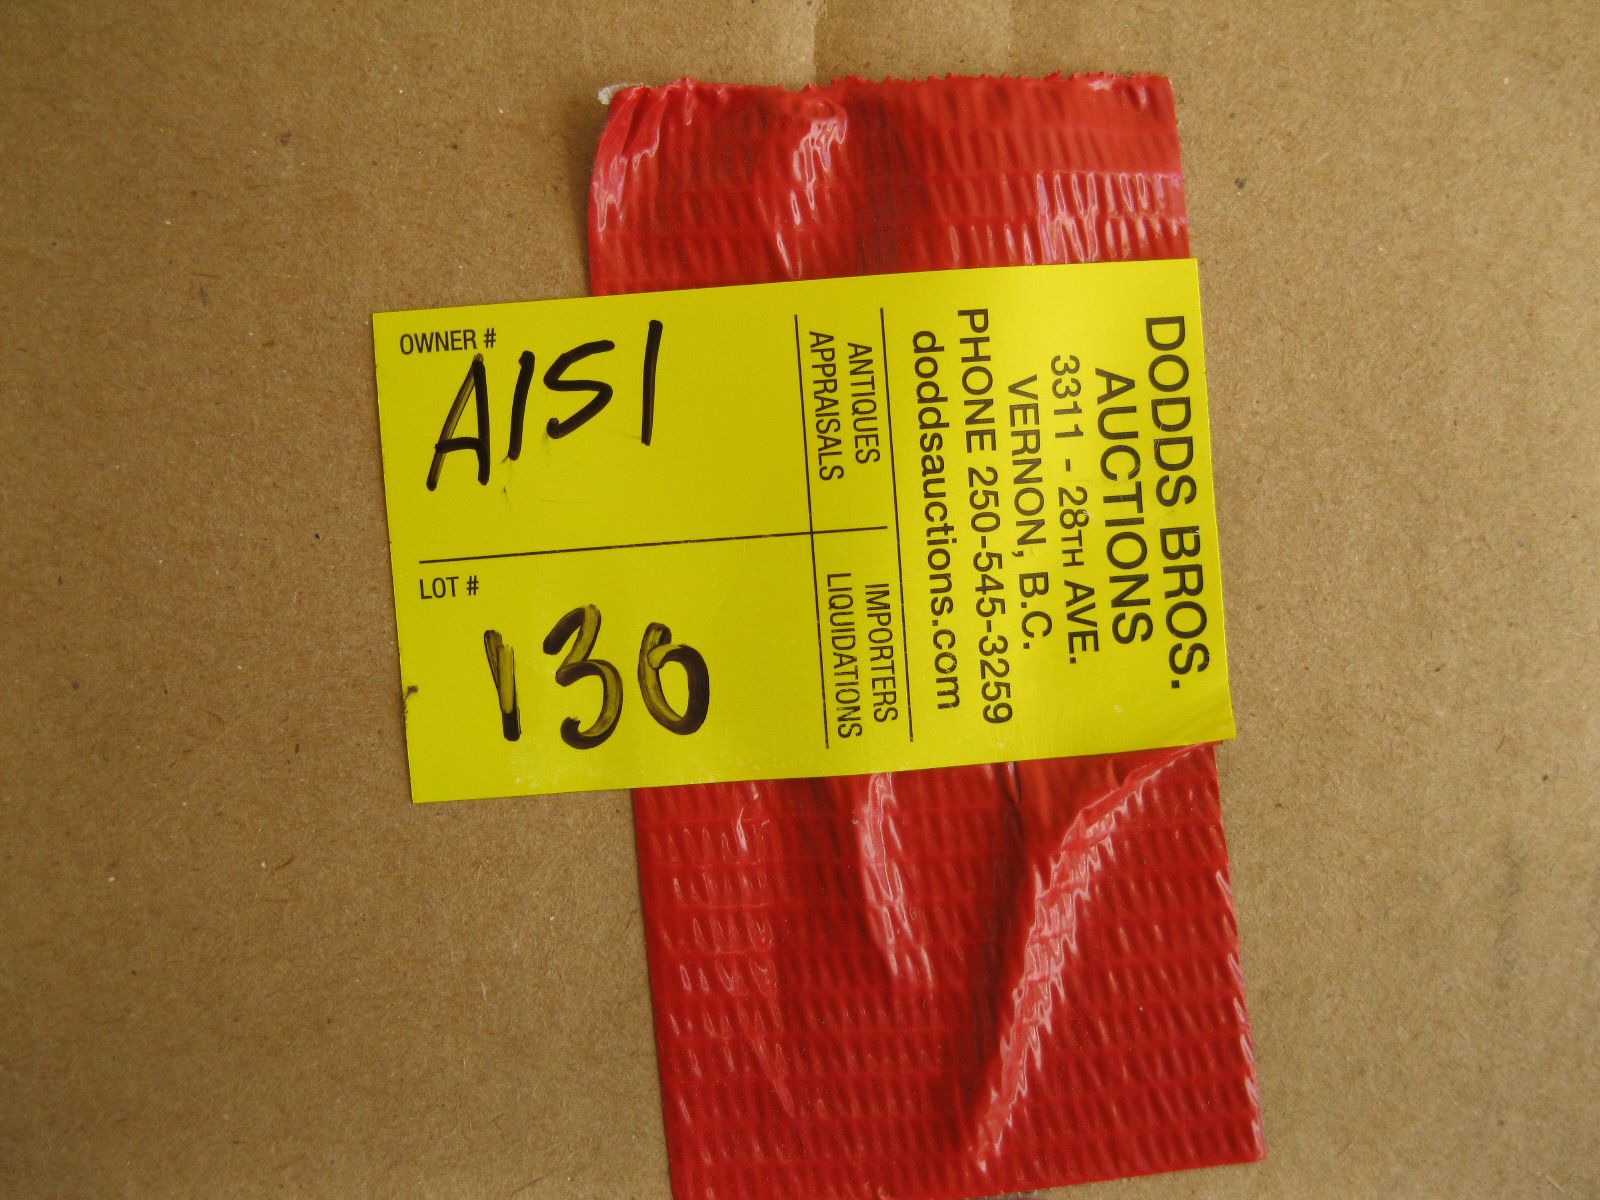 DODDS BROS.
AUCTIONS
3311 - 28TH AVE.
VERNON, B.C.
PHONE 250-545-3259
doddsauctions.com
ANTIQUES
APPRAISALS
IMPORTERS
LIQUIDATIONS
OWNER #
A151
LOT #
136